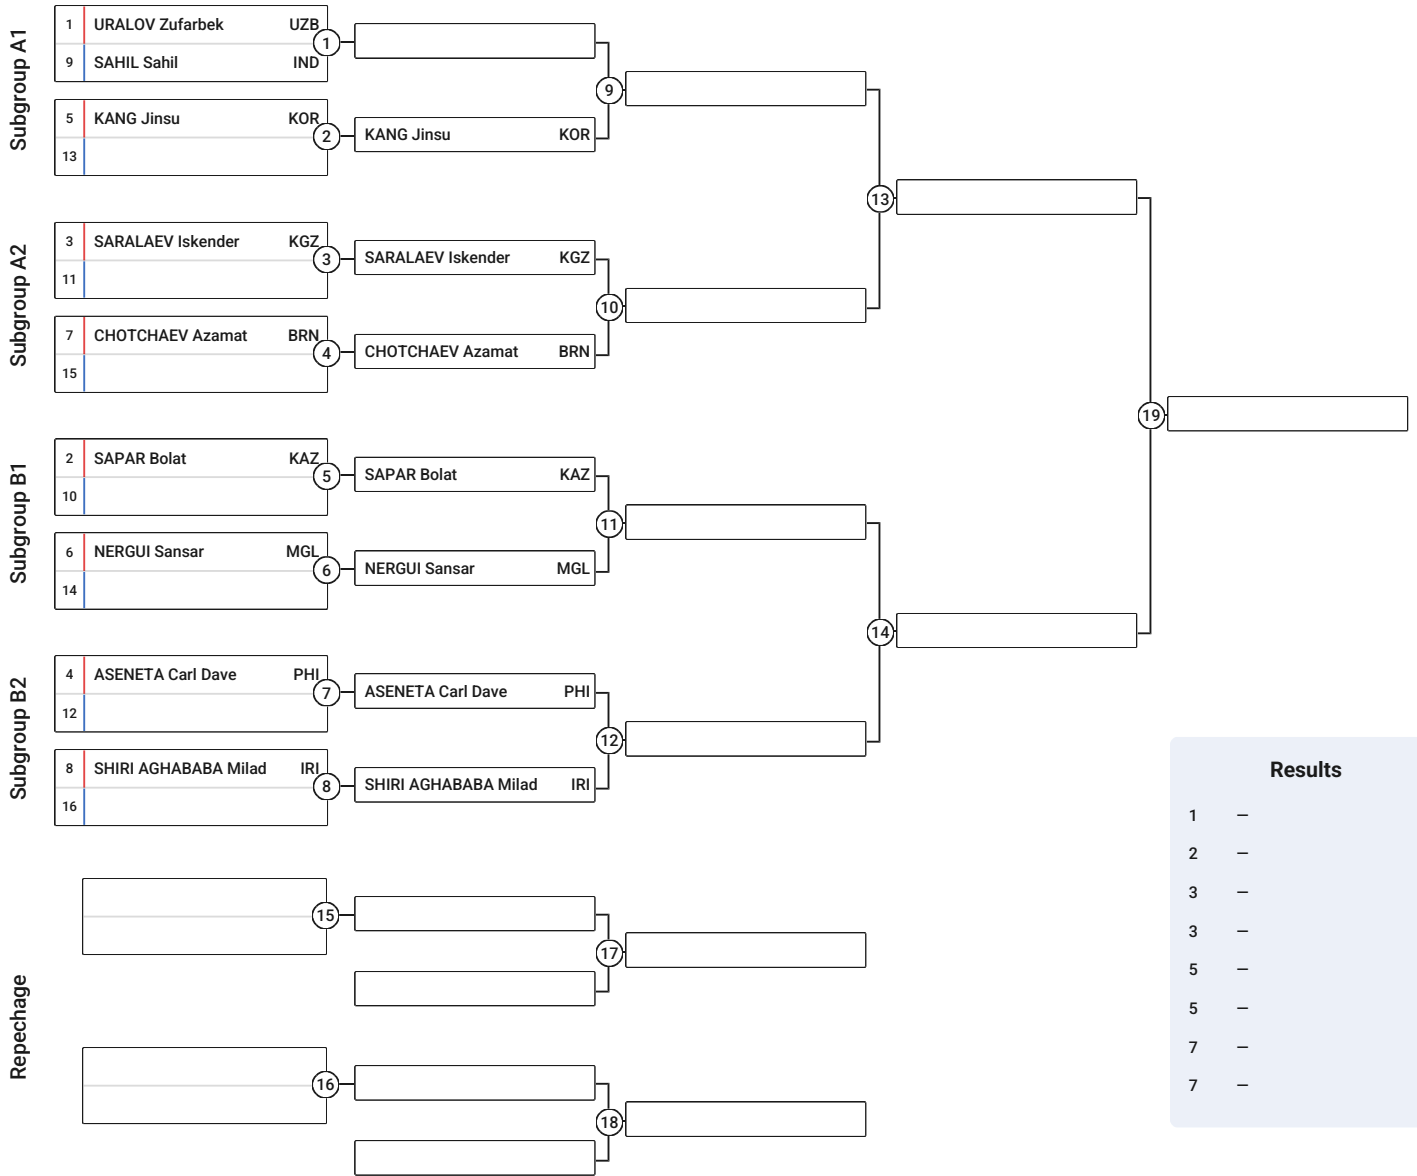 Subgroup A1
1 URALOV Zufarbek UZB
9 SAHIL Sahil IND
1
5 KANG Jinsu KOR
13
2
KANG Jinsu KOR
9
Subgroup A2
3 SARALAEV Iskender KGZ
11
3
SARALAEV Iskender KGZ
7 CHOTCHAEV Azamat BRN
15
4
CHOTCHAEV Azamat BRN
10
13
Subgroup B1
2 SAPAR Bolat KAZ
10
5
SAPAR Bolat KAZ
6 NERGUI Sansar MGL
14
6
NERGUI Sansar MGL
11
Subgroup B2
4 ASENETA Carl Dave PHI
12
7
ASENETA Carl Dave PHI
8 SHIRI AGHABABA Milad IRI
16
8
SHIRI AGHABABA Milad IRI
12
14
19
Repechage
15
17
16
18
Results
1 –
2 –
3 –
3 –
5 –
5 –
7 –
7 –